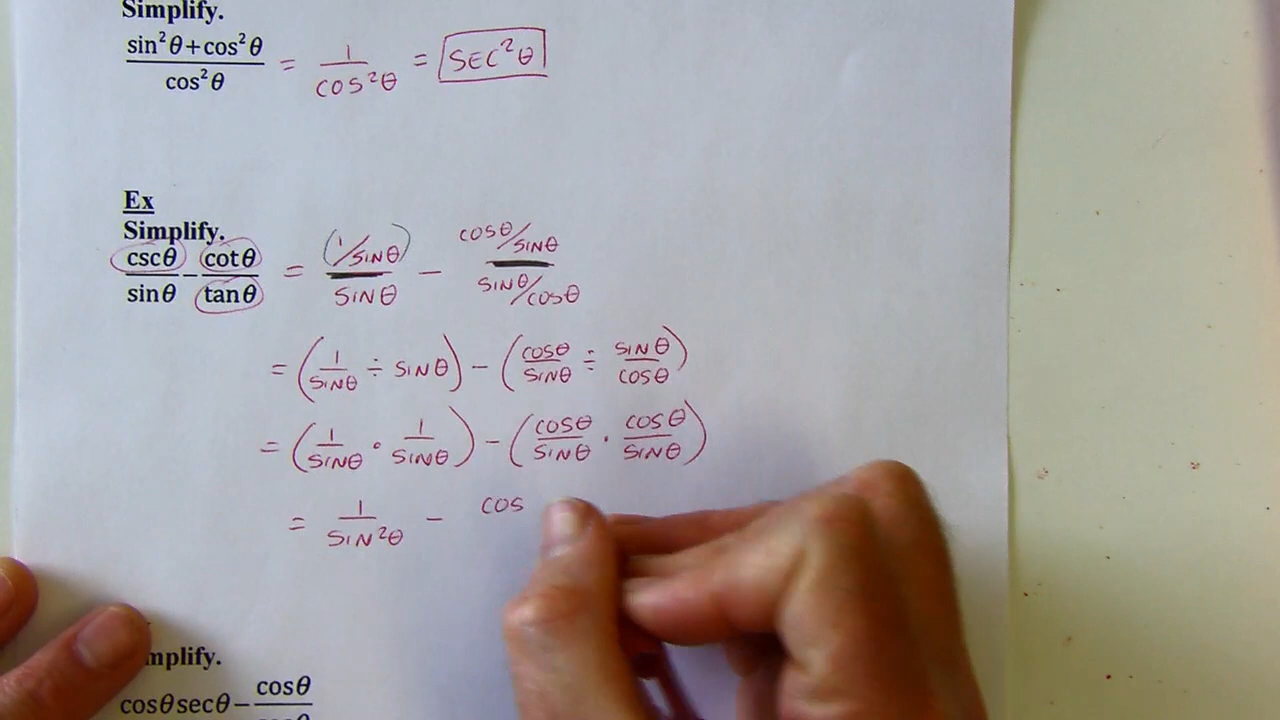 Simplify.
(sin²θ+cos²θ)/cos²θ = 1/COS²θ = SEC²θ
Ex
Simplify.
cscθ/sinθ − cotθ/tanθ = (1/SINθ)/SINθ − (COSθ/SINθ)/(SINθ/COSθ)
= (1/SINθ ÷ SINθ) − (COSθ/SINθ ÷ SINθ/COSθ)
= (1/SINθ · 1/SINθ) − (COSθ/SINθ · COSθ/SINθ)
= 1/SIN²θ − COS
mplify.
cosθ secθ − cosθ